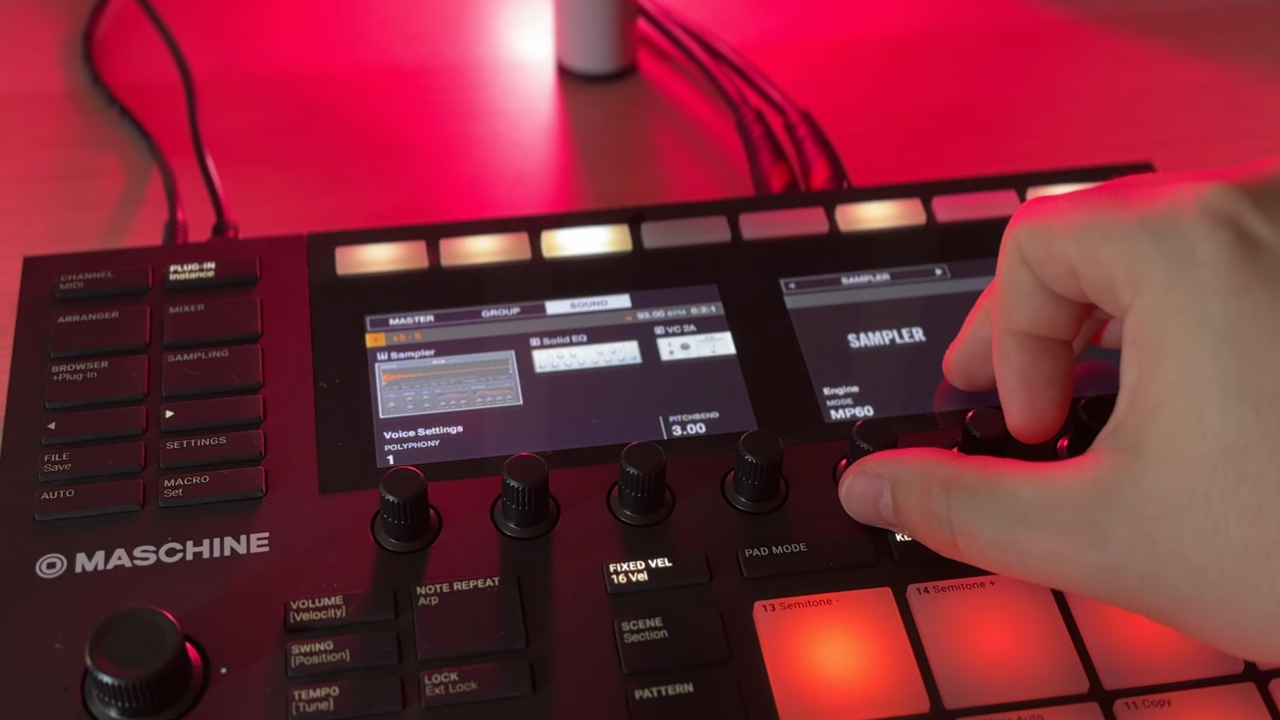 CHANNEL
MIDI
PLUG-IN
Instance
ARRANGER
MIXER
BROWSER
+Plug-In
SAMPLING
FILE
Save
SETTINGS
AUTO
MACRO
Set
MASCHINE
MASTER
GROUP
SOUND
93.00 BPM 6:2:1
Sampler
Solid EQ
VC 2A
Voice Settings
POLYPHONY
1
PITCHBEND
3.00
SAMPLER
SAMPLER
Engine
MODE
MP60
VOLUME
[Velocity]
NOTE REPEAT
Arp
SWING
[Position]
TEMPO
[Tune]
LOCK
Ext Lock
FIXED VEL
16 Vel
PAD MODE
SCENE
Section
PATTERN
13 Semitone -
14 Semitone +
11 Copy